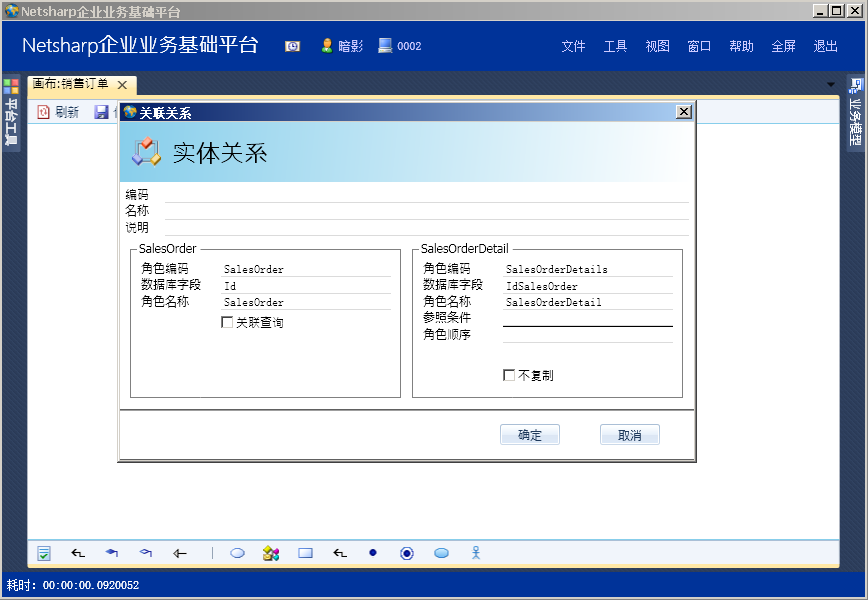 Netsharp企业业务基础平台
Netsharp企业业务基础平台 暗影 0002 文件 工具 视图 窗口 帮助 全屏 退出
画布:销售订单
平台工具
业务模型
刷新
关联关系
实体关系
编码
名称
说明
SalesOrder
角色编码 SalesOrder
数据库字段 Id
角色名称 SalesOrder
关联查询
SalesOrderDetail
角色编码 SalesOrderDetails
数据库字段 IdSalesOrder
角色名称 SalesOrderDetail
参照条件
角色顺序
不复制
确定 取消
耗时: 00:00:00.0920052